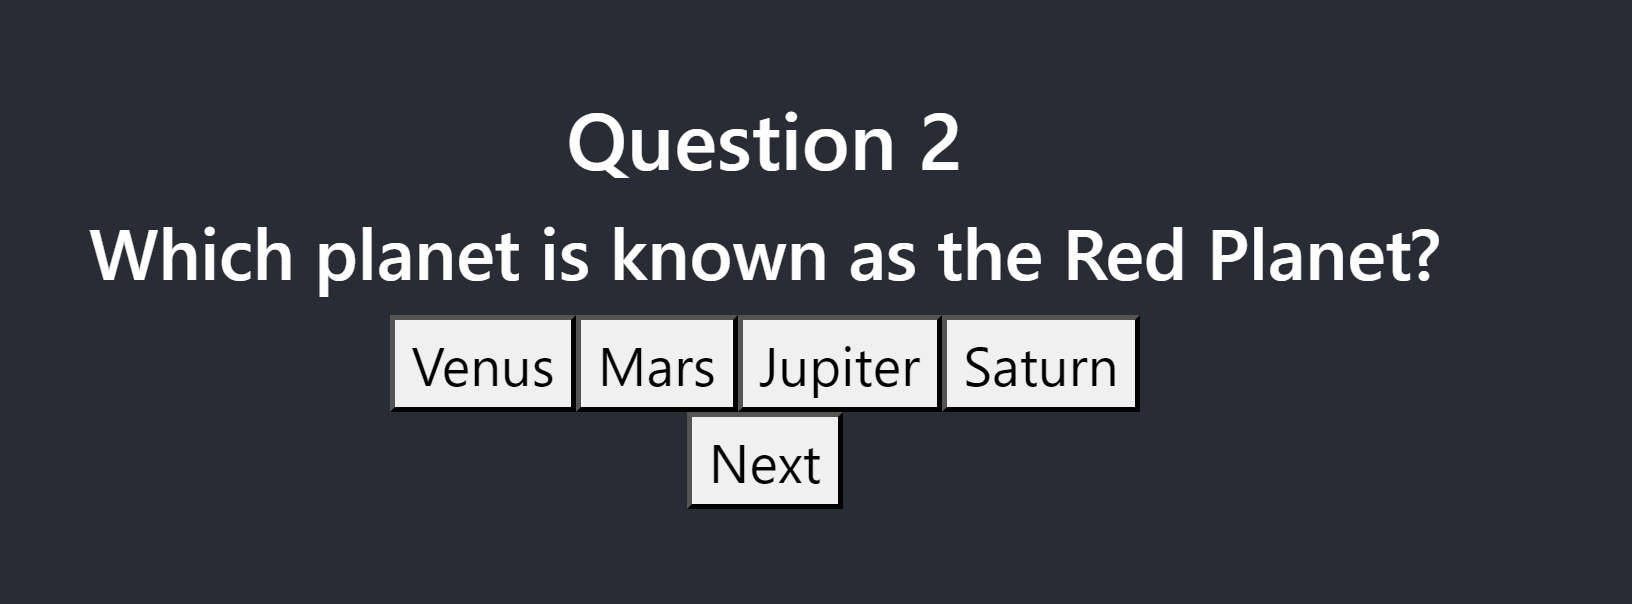 Question 2
Which planet is known as the Red Planet?
Venus Mars Jupiter Saturn
Next